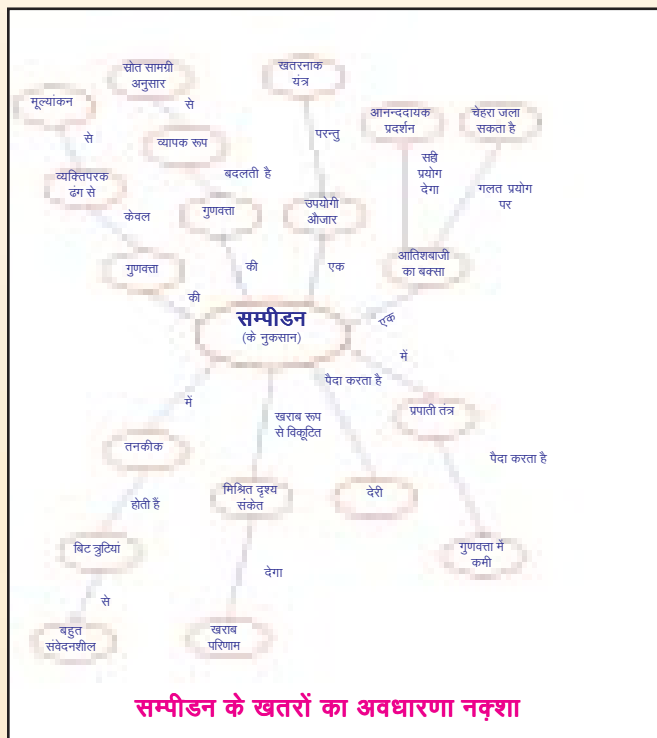 स्रोत सामग्री
अनुसार
खतरनाक
यंत्र
मूल्यांकन
से
आनन्ददायक
प्रदर्शन
चेहरा जला
सकता है
से
व्यापक रूप
परन्तु
व्यक्तिपरक
ढंग से
बदलती है
सही
प्रयोग
देगा
गलत प्रयोग
पर
केवल
गुणवत्ता
उपयोगी
औजार
गुणवत्ता
की
एक
आतिशबाजी
का बक्सा
की
सम्पीडन
(के नुकसान)
एक
में
पैदा करता है
में
प्रपाती तंत्र
खराब रूप
से विकूटित
तनकीक
पैदा करता है
मिश्रित दृश्य
संकेत
देरी
होती हैं
बिट त्रुटियां
गुणवत्ता में
कमी
देगा
से
बहुत
संवेदनशील
खराब
परिणाम
सम्पीडन के खतरों का अवधारणा नक़्शा